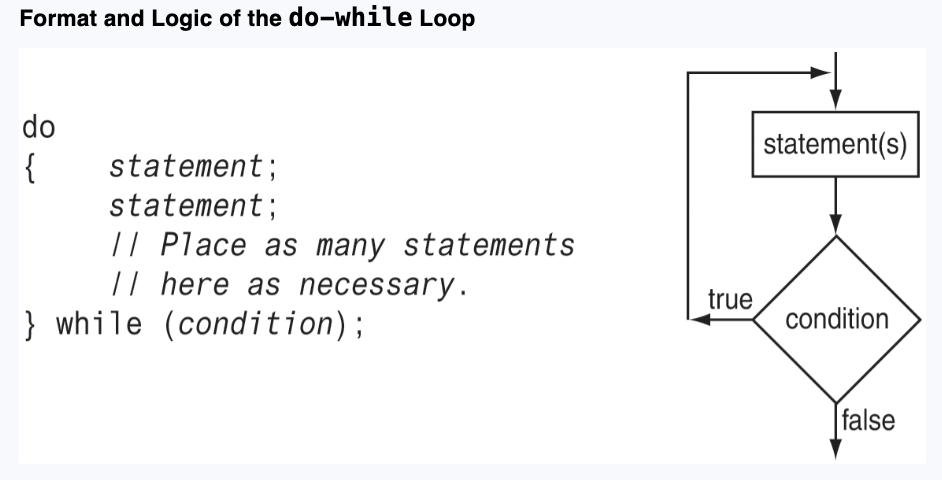 Format and Logic of the do-while Loop
do
{ statement;
statement;
// Place as many statements
// here as necessary.
} while (condition);
statement(s)
true
condition
false